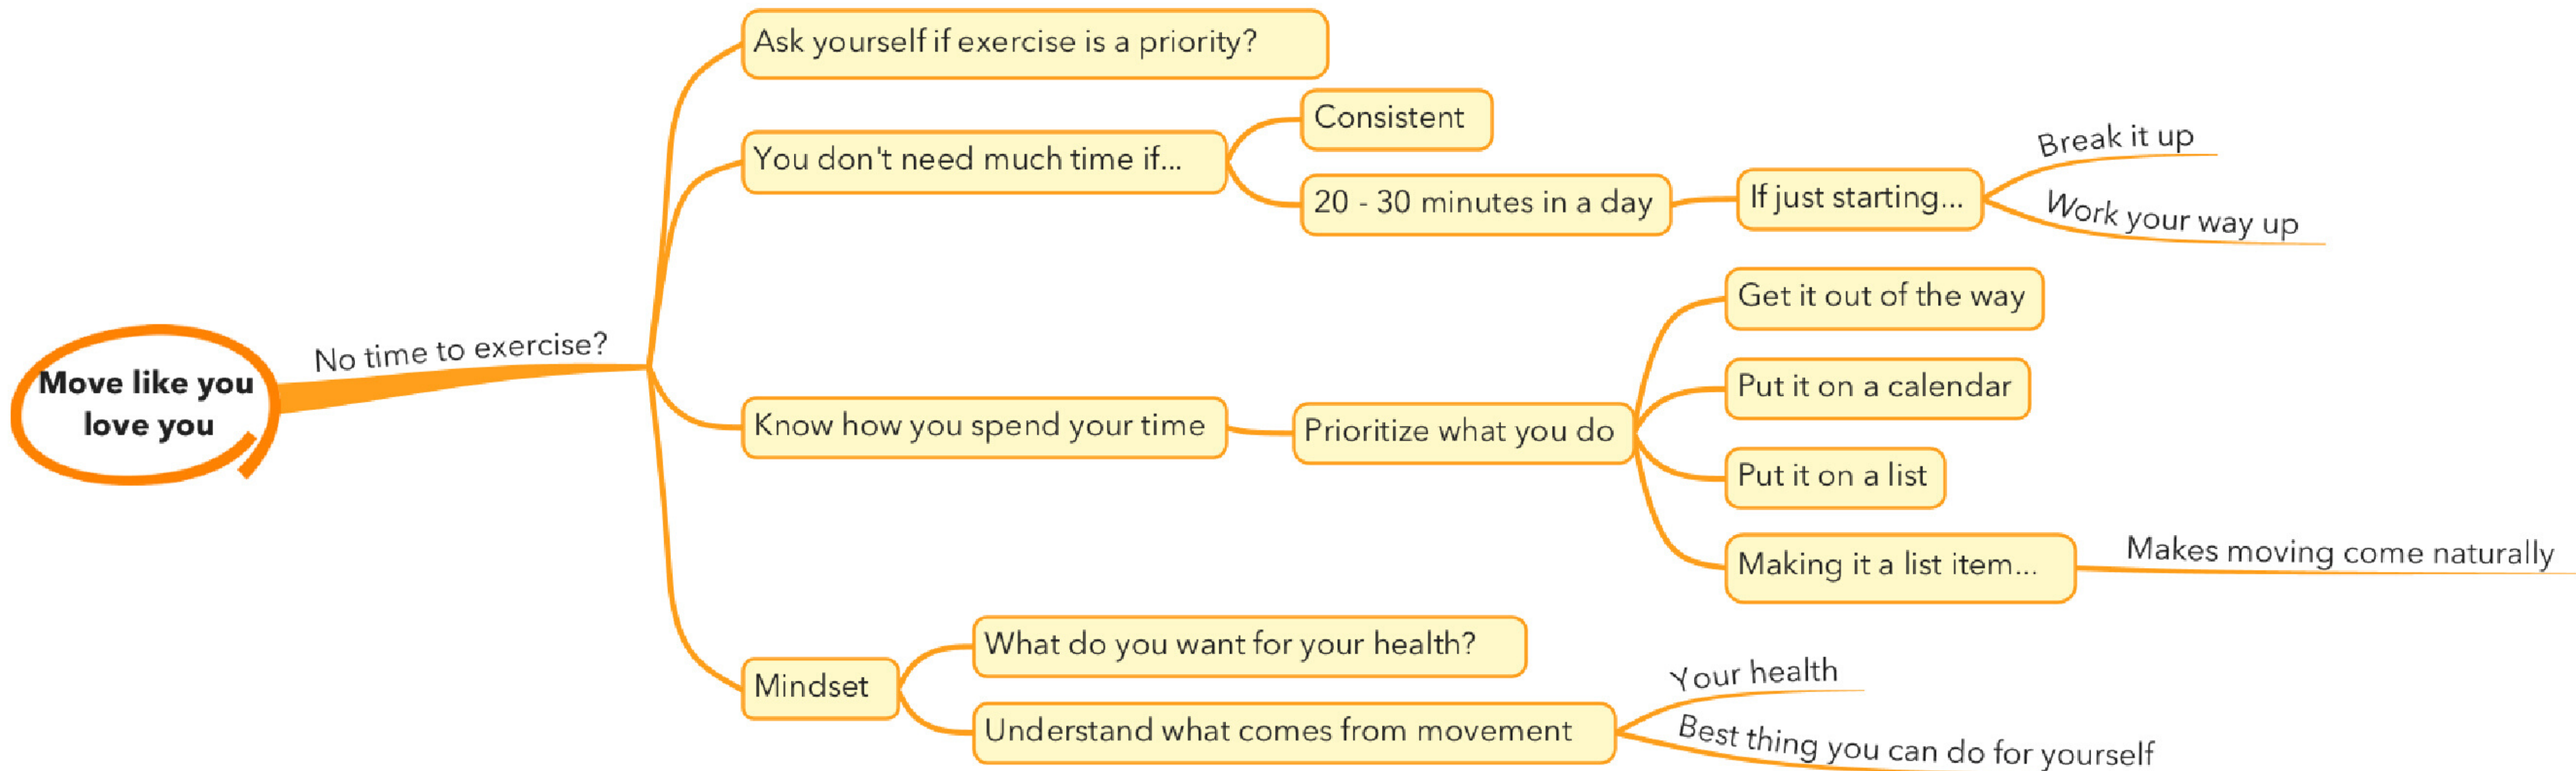 Move like you
love you
No time to exercise?
Ask yourself if exercise is a priority?
You don't need much time if...
Consistent
20 - 30 minutes in a day
If just starting...
Break it up
Work your way up
Know how you spend your time
Prioritize what you do
Get it out of the way
Put it on a calendar
Put it on a list
Making it a list item...
Makes moving come naturally
Mindset
What do you want for your health?
Understand what comes from movement
Your health
Best thing you can do for yourself